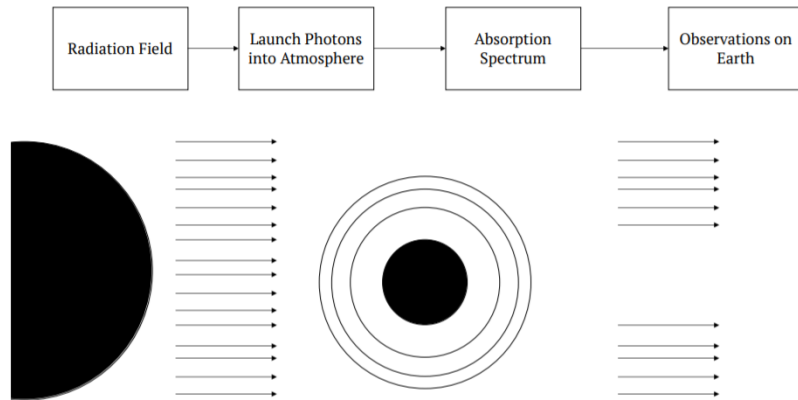 Radiation Field
Launch Photons
into Atmosphere
Absorption
Spectrum
Observations on
Earth